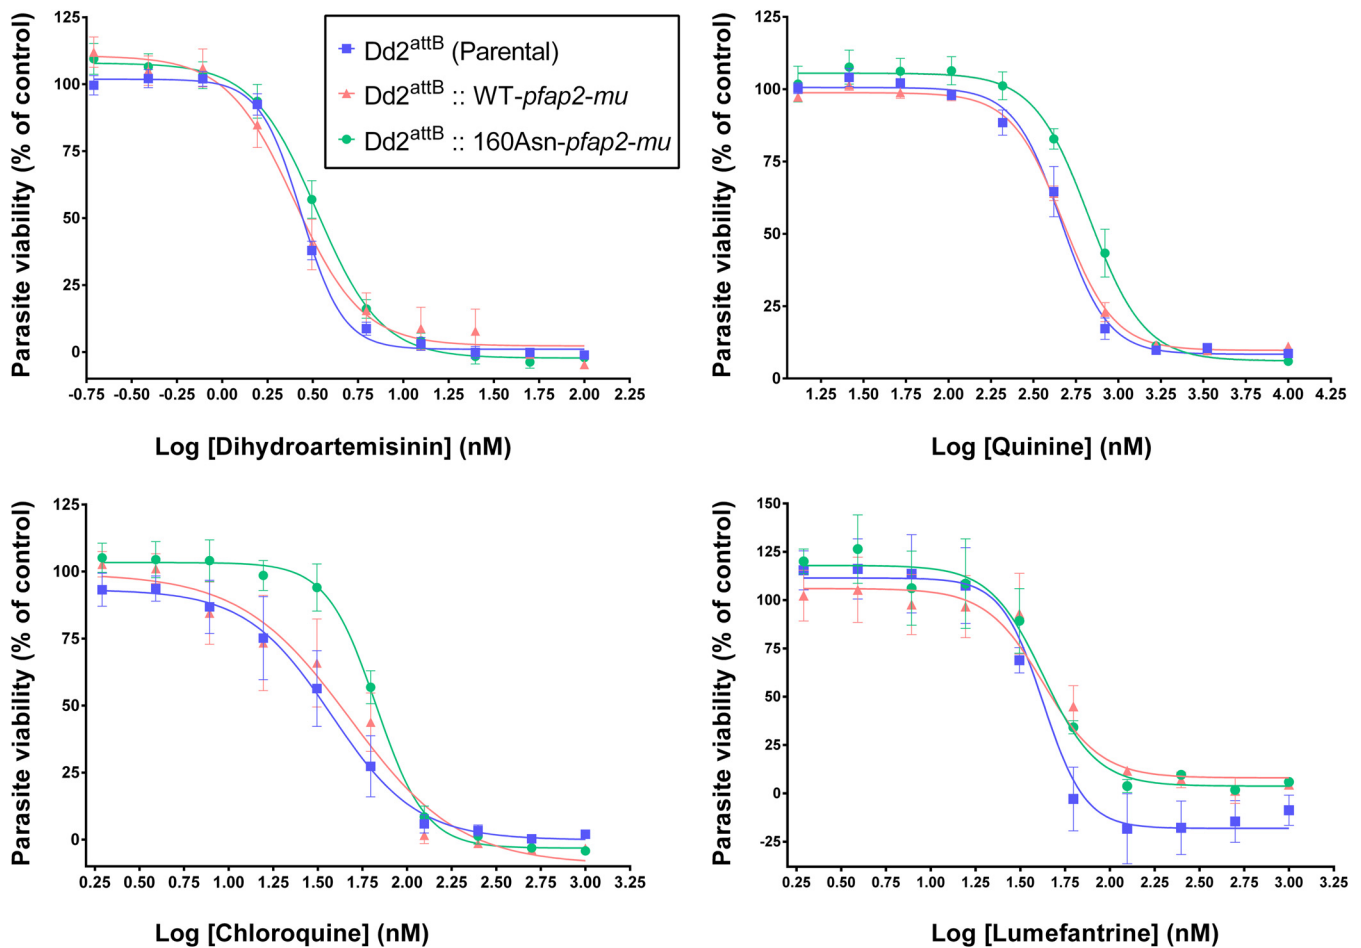 125
100
75
50
25
0
Parasite viability (% of control)
-0.75 -0.50 -0.25 0.00 0.25 0.50 0.75 1.00 1.25 1.50 1.75 2.00 2.25
Log [Dihydroartemisinin] (nM)
Dd2attB (Parental)
Dd2attB :: WT-pfap2-mu
Dd2attB :: 160Asn-pfap2-mu
125
100
75
50
25
0
Parasite viability (% of control)
1.25 1.50 1.75 2.00 2.25 2.50 2.75 3.00 3.25 3.50 3.75 4.00 4.25
Log [Quinine] (nM)
125
100
75
50
25
0
Parasite viability (% of control)
0.25 0.50 0.75 1.00 1.25 1.50 1.75 2.00 2.25 2.50 2.75 3.00 3.25
Log [Chloroquine] (nM)
150
125
100
75
50
25
0
-25
Parasite viability (% of control)
0.25 0.50 0.75 1.00 1.25 1.50 1.75 2.00 2.25 2.50 2.75 3.00 3.25
Log [Lumefantrine] (nM)